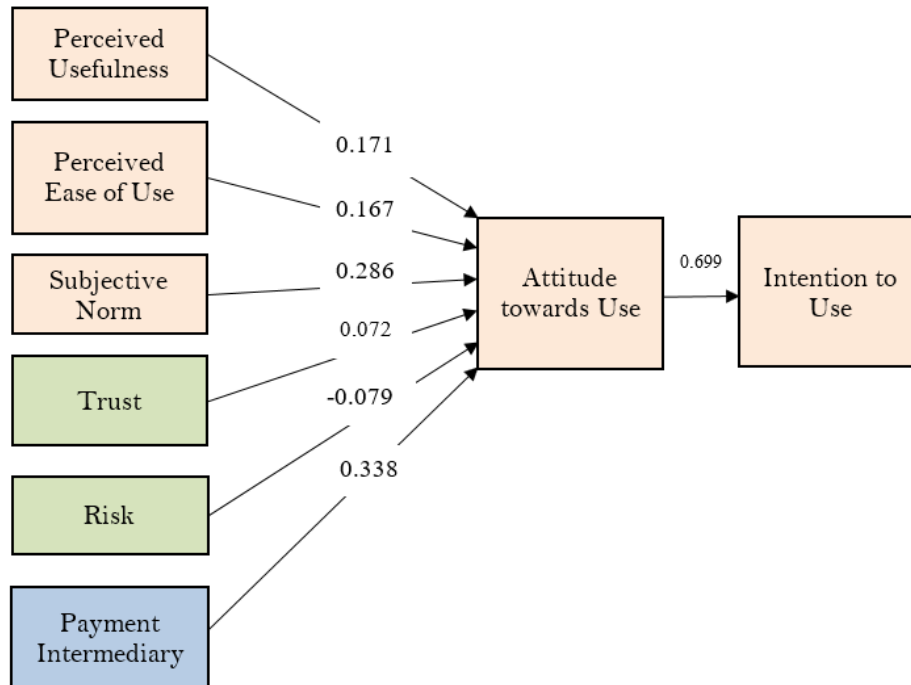 Perceived
Usefulness
0.171
Perceived
Ease of Use
0.167
Subjective
Norm
0.286
Attitude
towards Use
0.699
Intention to
Use
0.072
Trust
-0.079
0.338
Risk
Payment
Intermediary